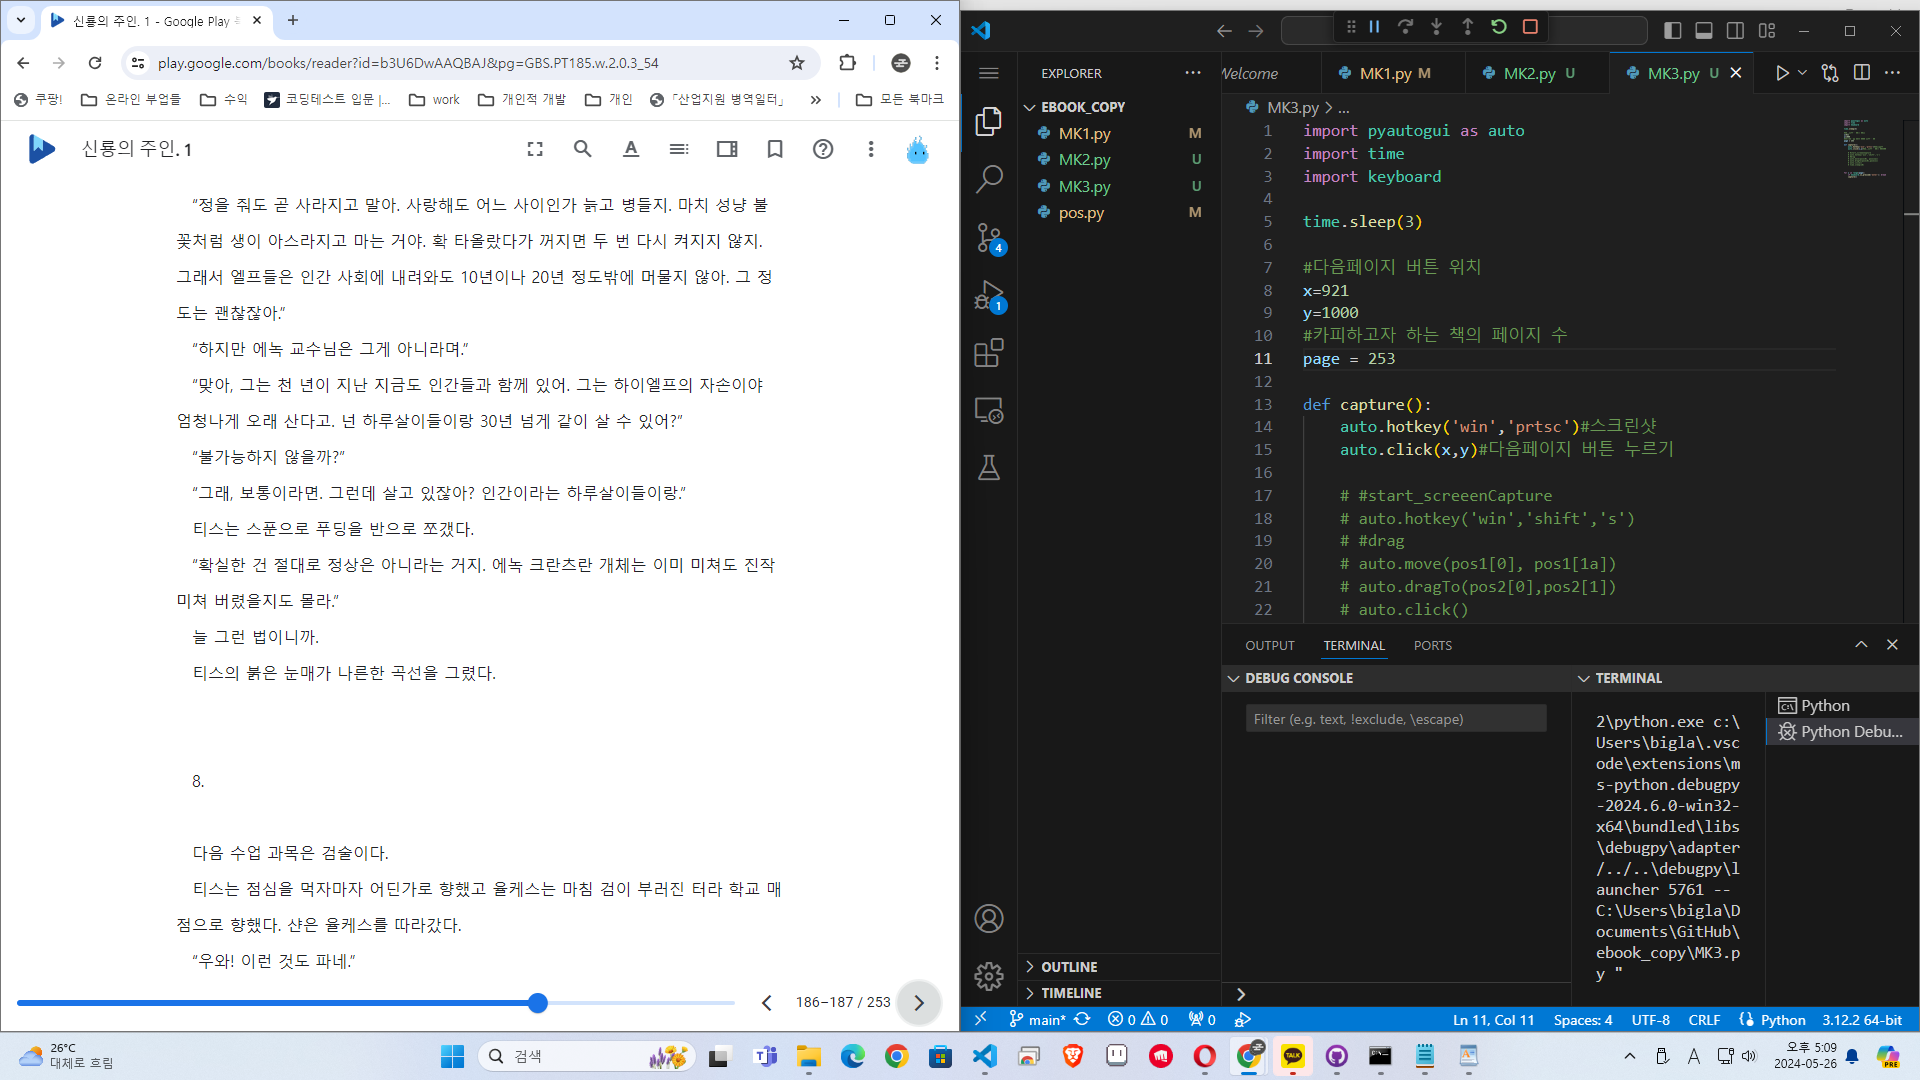 신룡의 주인. 1 - Google Play
play.google.com/books/reader?id=b3U6DwAAQBAJ&pg=GBS.PT185.w.2.0.3_54
쿠팡!
온라인 부업들
수익
코딩테스트 입문 |...
work
개인적 개발
개인
「산업지원 병역일터」
»
모든 북마크
신룡의 주인. 1
“정을 줘도 곧 사라지고 말아. 사랑해도 어느 사이인가 늙고 병들지. 마치 성냥 불
꽃처럼 생이 아스라지고 마는 거야. 확 타올랐다가 꺼지면 두 번 다시 켜지지 않지.
그래서 엘프들은 인간 사회에 내려와도 10년이나 20년 정도밖에 머물지 않아. 그 정
도는 괜찮잖아.”
“하지만 에녹 교수님은 그게 아니라며.”
“맞아, 그는 천 년이 지난 지금도 인간들과 함께 있어. 그는 하이엘프의 자손이야
엄청나게 오래 산다고. 넌 하루살이들이랑 30년 넘게 같이 살 수 있어?”
“불가능하지 않을까?”
“그래, 보통이라면. 그런데 살고 있잖아? 인간이라는 하루살이들이랑.”
티스는 스푼으로 푸딩을 반으로 쪼갰다.
“확실한 건 절대로 정상은 아니라는 거지. 에녹 크란츠란 개체는 이미 미쳐도 진작
미쳐 버렸을지도 몰라.”
늘 그런 법이니까.
티스의 붉은 눈매가 나른한 곡선을 그렸다.
8.
다음 수업 과목은 검술이다.
티스는 점심을 먹자마자 어딘가로 향했고 율케스는 마침 검이 부러진 터라 학교 매
점으로 향했다. 샨은 율케스를 따라갔다.
“우와! 이런 것도 파네.”
186–187 / 253
Welcome
MK1.py M
MK2.py U
MK3.py U
EXPLORER
EBOOK_COPY
MK1.py M
MK2.py U
MK3.py U
pos.py M
4
1
OUTLINE
TIMELINE
MK3.py > ...
1 import pyautogui as auto
2 import time
3 import keyboard
4
5 time.sleep(3)
6
7 #다음페이지 버튼 위치
8 x=921
9 y=1000
10 #카피하고자 하는 책의 페이지 수
11 page = 253
12
13 def capture():
14 auto.hotkey('win','prtsc')#스크린샷
15 auto.click(x,y)#다음페이지 버튼 누르기
16
17 # #start_screeenCapture
18 # auto.hotkey('win','shift','s')
19 # #drag
20 # auto.move(pos1[0], pos1[1a])
21 # auto.dragTo(pos2[0],pos2[1])
22 # auto.click()
OUTPUT TERMINAL PORTS
DEBUG CONSOLE
Filter (e.g. text, !exclude, \escape)
TERMINAL
2\python.exe c:\
Users\bigla\.vsc
ode\extensions\m
s-python.debugpy
-2024.6.0-win32-
x64\bundled\libs
\debugpy\adapter
/../..\debugpy\l
auncher 5761 --
C:\Users\bigla\D
ocuments\GitHub\
ebook_copy\MK3.p
y "
Python
Python Debu...
main* 0 0 0
Ln 11, Col 11 Spaces: 4 UTF-8 CRLF Python 3.12.2 64-bit
26°C
대체로 흐림
검색
TALK
A
오후 5:09
2024-05-26
PRE